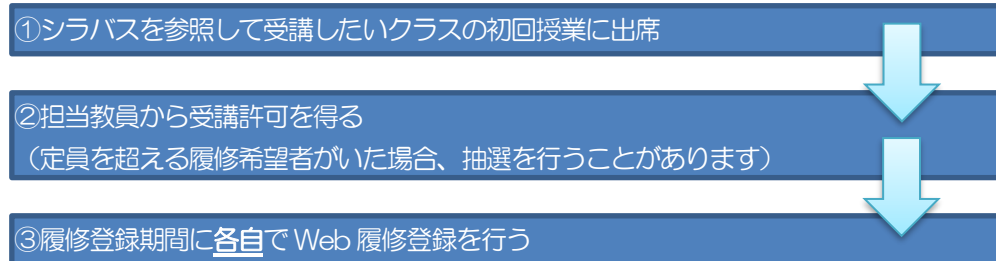 ①シラバスを参照して受講したいクラスの初回授業に出席
②担当教員から受講許可を得る
（定員を超える履修希望者がいた場合、抽選を行うことがあります）
③履修登録期間に各自で Web 履修登録を行う